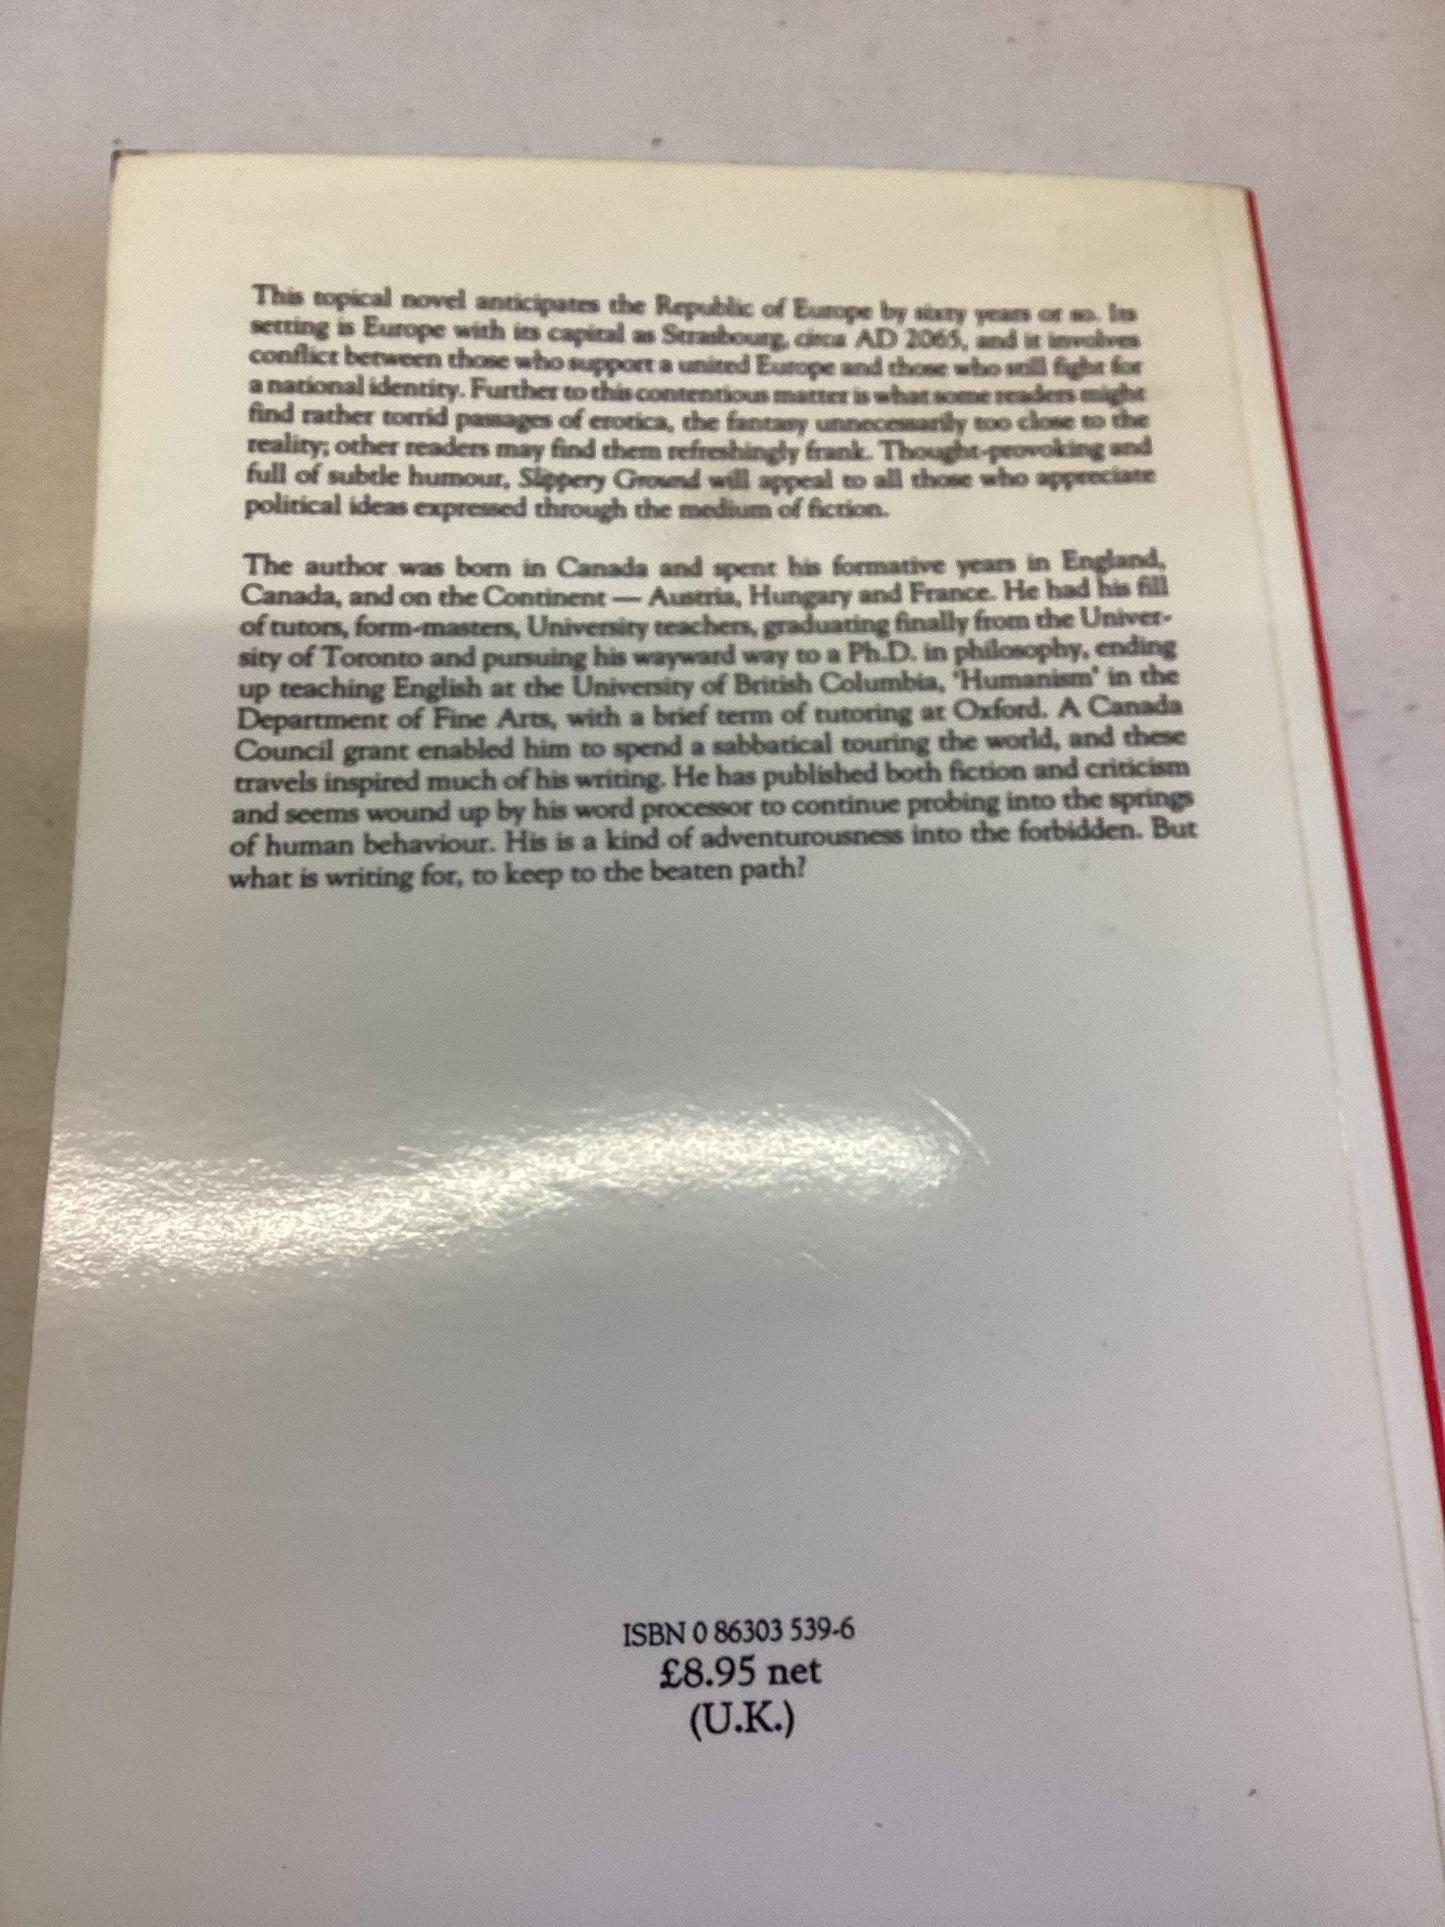 This topical novel anticipates the Republic of Europe by sixty years or so. Its
setting is Europe with its capital as Strasbourg, circa AD 2065, and it involves
conflict between those who support a united Europe and those who still fight for
a national identity. Further to this contentious matter is what some readers might
find rather torrid passages of erotica, the fantasy unnecessarily too close to the
reality; other readers may find them refreshingly frank. Thought-provoking and
full of subtle humour, Slippery Ground will appeal to all those who appreciate
political ideas expressed through the medium of fiction.
The author was born in Canada and spent his formative years in England,
Canada, and on the Continent — Austria, Hungary and France. He had his fill
of tutors, form-masters, University teachers, graduating finally from the Univer-
sity of Toronto and pursuing his wayward way to a Ph.D. in philosophy, ending
up teaching English at the University of British Columbia, 'Humanism' in the
Department of Fine Arts, with a brief term of tutoring at Oxford. A Canada
Council grant enabled him to spend a sabbatical touring the world, and these
travels inspired much of his writing. He has published both fiction and criticism
and seems wound up by his word processor to continue probing into the springs
of human behaviour. His is a kind of adventurousness into the forbidden. But
what is writing for, to keep to the beaten path?
ISBN 0 86303 539-6
£8.95 net
(U.K.)